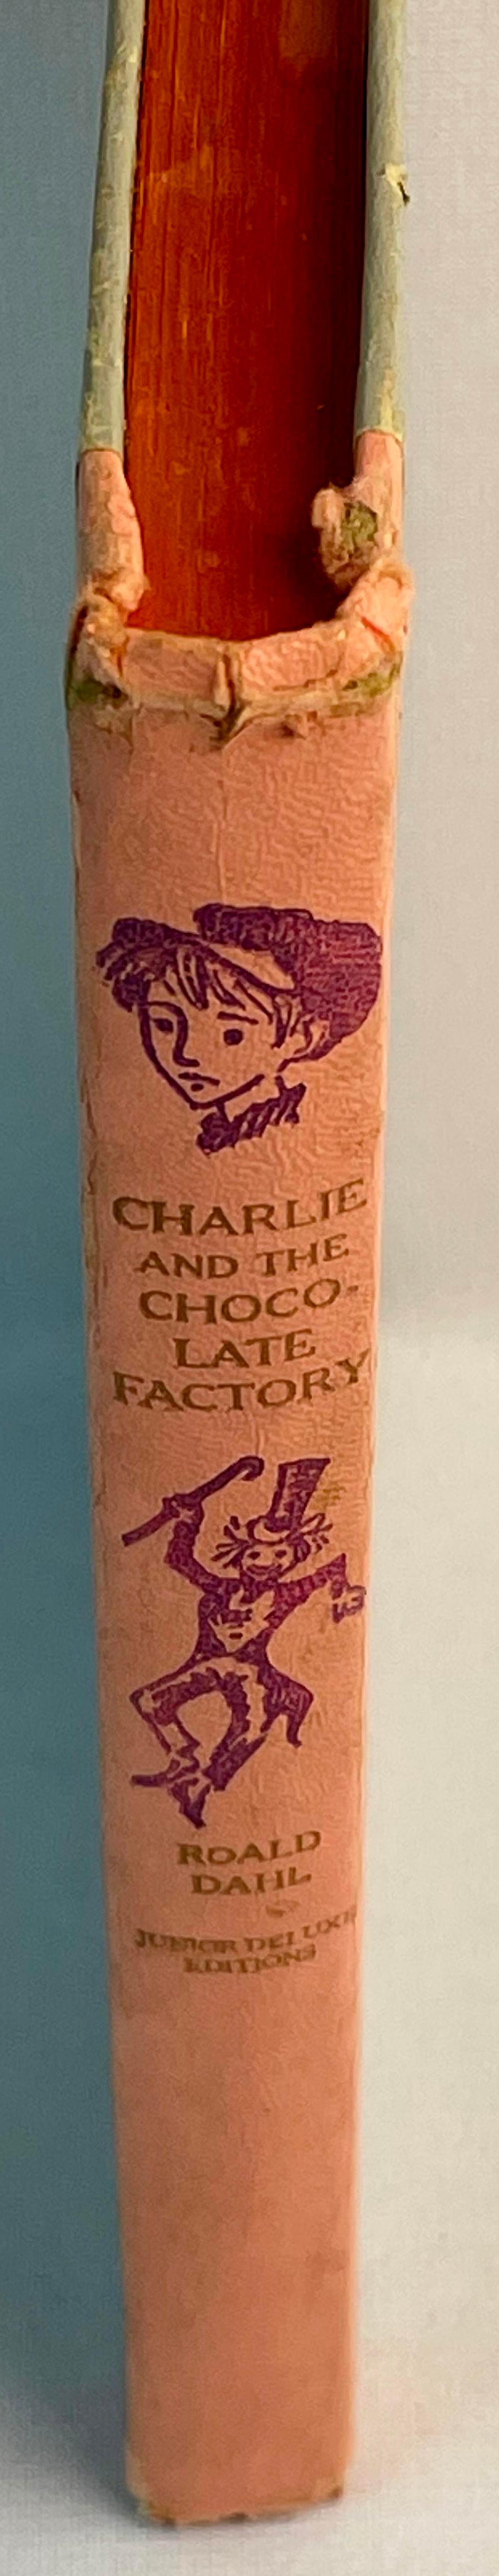 CHARLIE
AND THE
CHOCO-
LATE
FACTORY
ROALD
DAHL
JUNIOR DELUXE
EDITIONS